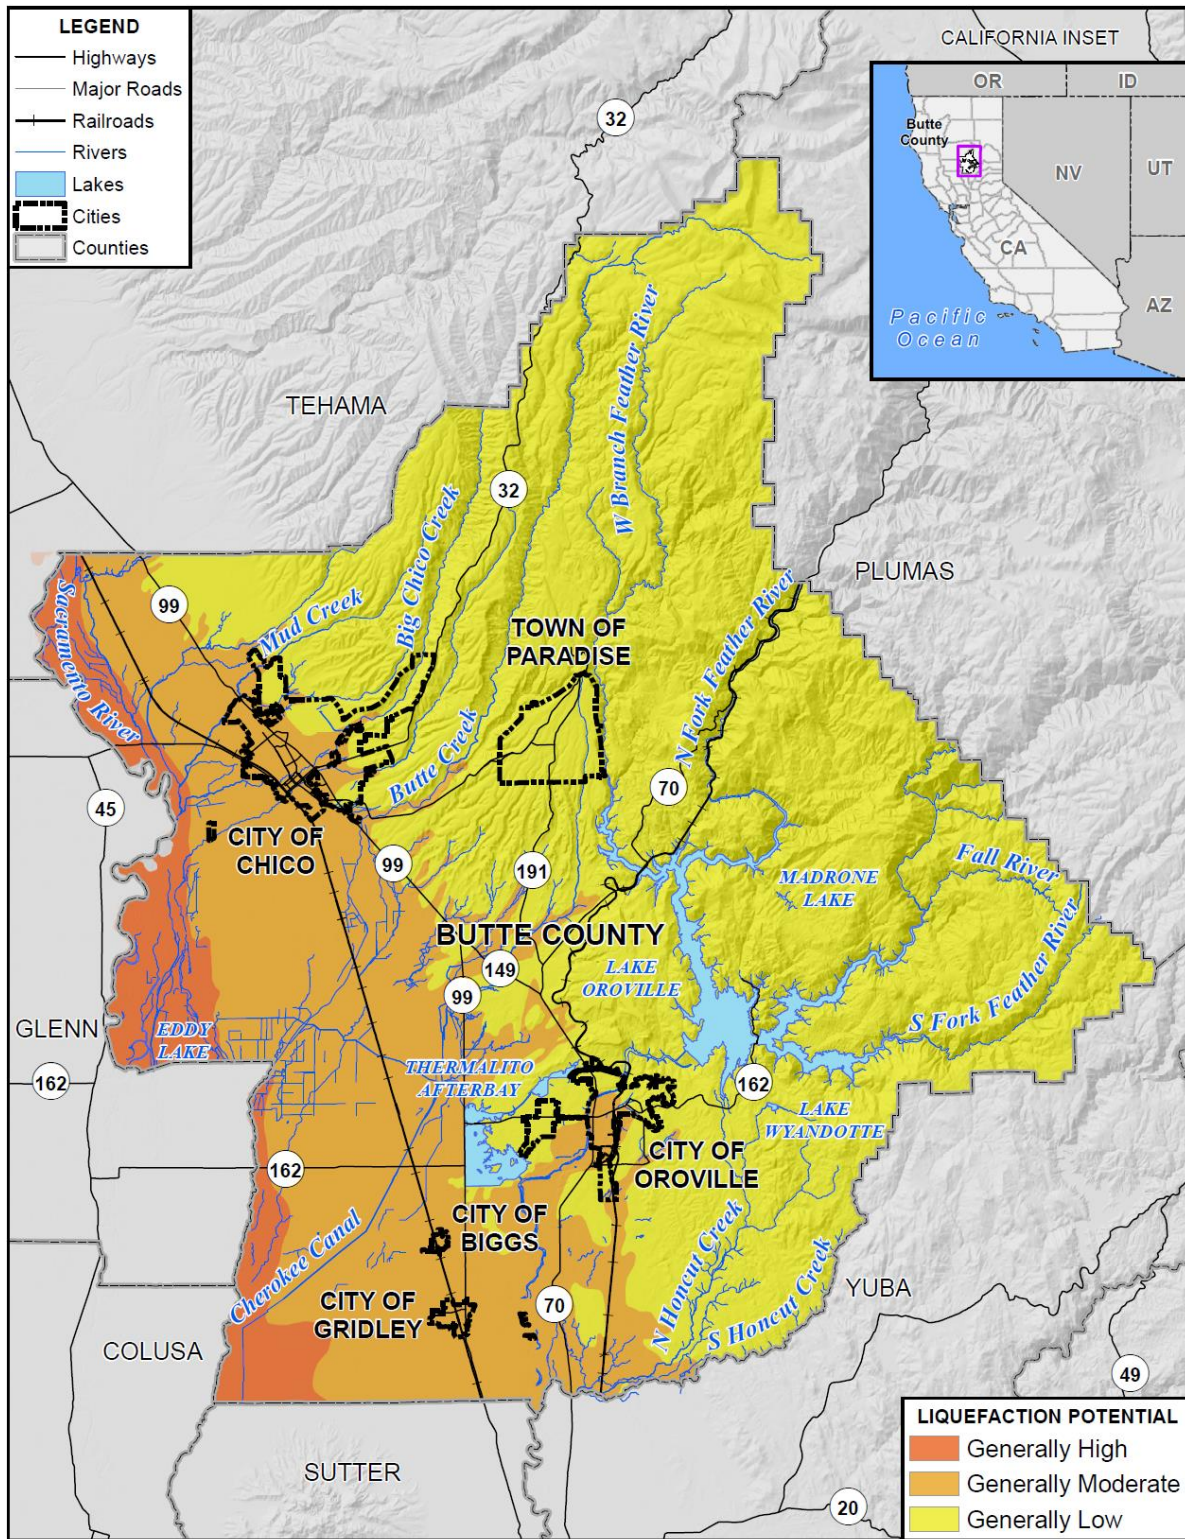 LEGEND
Highways
Major Roads
Railroads
Rivers
Lakes
Cities
Counties
CALIFORNIA INSET
OR
ID
Butte
County
NV
UT
CA
AZ
Pacific
Ocean
32
TEHAMA
W Branch Feather River
32
Big Chico Creek
PLUMAS
99
Sacramento River
Mud Creek
TOWN OF
PARADISE
N Fork Feather River
Butte Creek
70
45
CITY OF
CHICO
99
191
Fall River
MADRONE
LAKE
BUTTE COUNTY
149
LAKE
OROVILLE
99
S Fork Feather River
GLENN
EDDY
LAKE
162
THERMALITO
AFTERBAY
162
LAKE
WYANDOTTE
CITY OF
OROVILLE
162
CITY OF
BIGGS
Cherokee Canal
N Honcut Creek
S Honcut Creek
YUBA
CITY OF
GRIDLEY
70
COLUSA
49
SUTTER
20
LIQUEFACTION POTENTIAL
Generally High
Generally Moderate
Generally Low